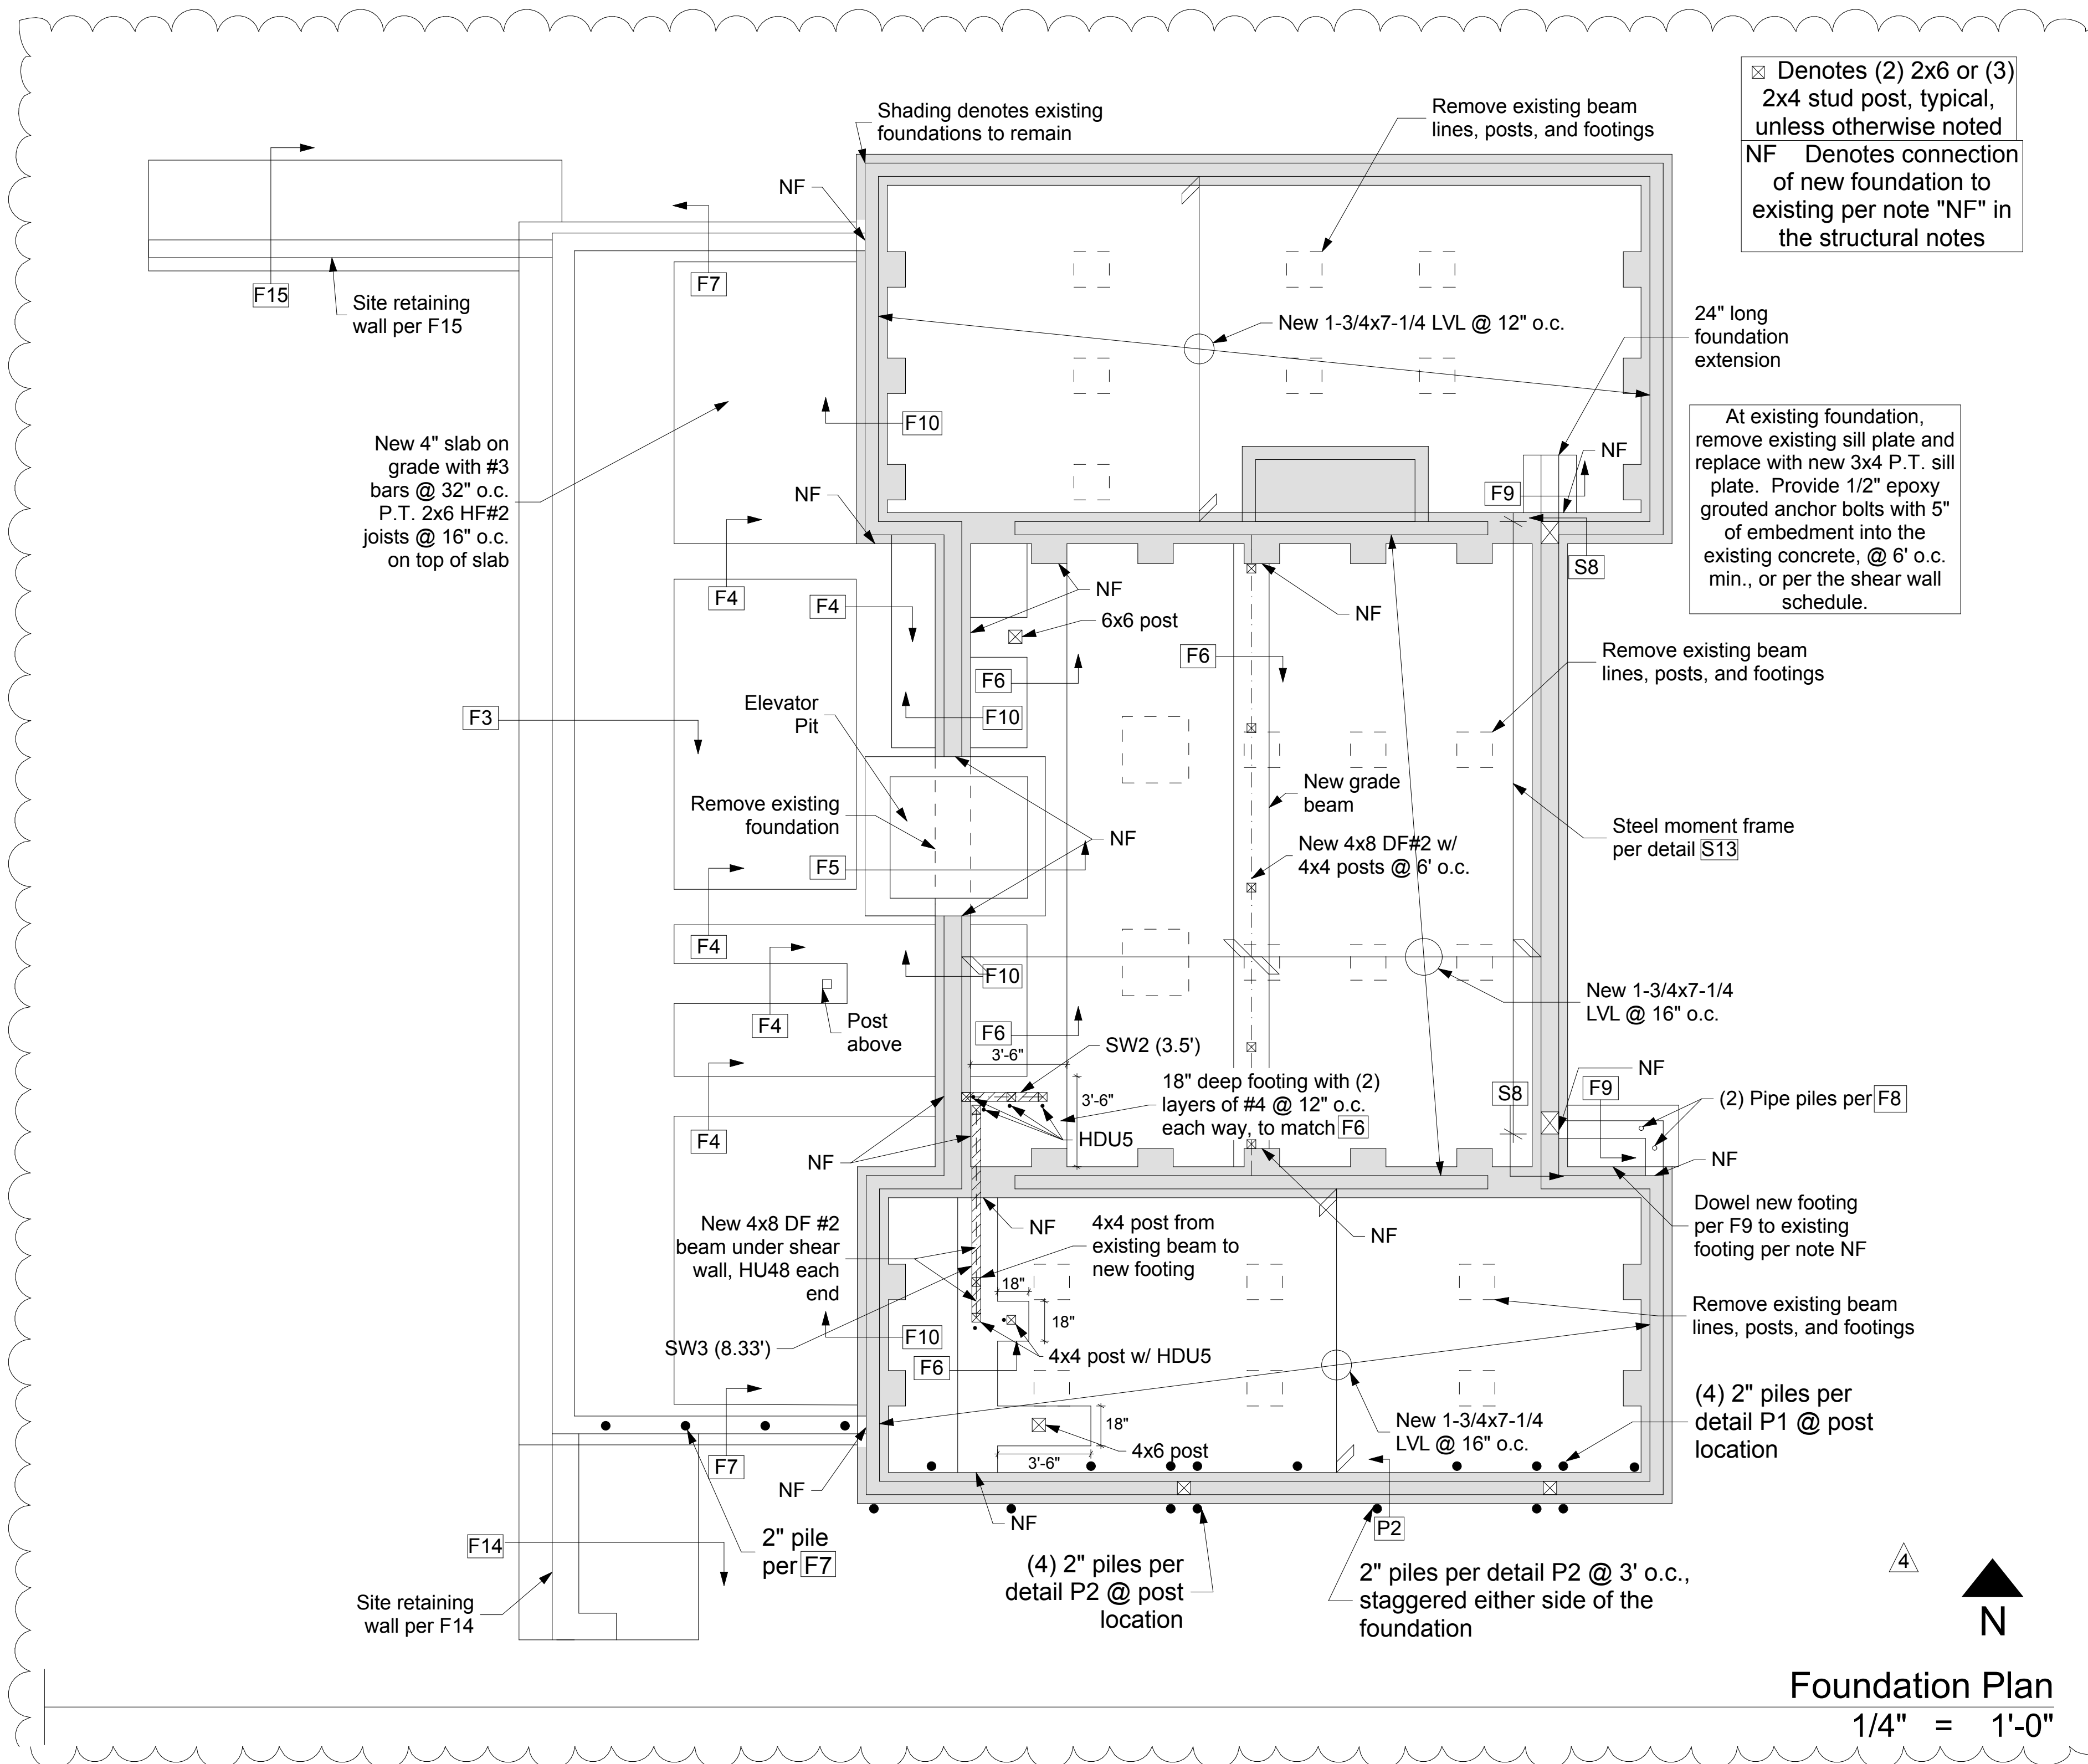 ☒ Denotes (2) 2x6 or (3)
2x4 stud post, typical,
unless otherwise noted
NF Denotes connection
of new foundation to
existing per note "NF" in
the structural notes
Shading denotes existing
foundations to remain
Remove existing beam
lines, posts, and footings
NF
F15
Site retaining
wall per F15
F7
New 1-3/4x7-1/4 LVL @ 12" o.c.
24" long
foundation
extension
F10
New 4" slab on
grade with #3
bars @ 32" o.c.
P.T. 2x6 HF#2
joists @ 16" o.c.
on top of slab
NF
NF
F9
At existing foundation,
remove existing sill plate and
replace with new 3x4 P.T. sill
plate. Provide 1/2" epoxy
grouted anchor bolts with 5"
of embedment into the
existing concrete, @ 6' o.c.
min., or per the shear wall
schedule.
S8
F4
F4
NF
6x6 post
NF
F6
F6
F10
Remove existing beam
lines, posts, and footings
F3
Elevator
Pit
Remove existing
foundation
New grade
beam
NF
Steel moment frame
per detail S13
New 4x8 DF#2 w/
4x4 posts @ 6' o.c.
F5
F4
F10
F4
Post
above
F6
3'-6"
SW2 (3.5')
New 1-3/4x7-1/4
LVL @ 16" o.c.
F4
3'-6"
18" deep footing with (2)
layers of #4 @ 12" o.c.
each way, to match F6
HDU5
S8
F9
NF
(2) Pipe piles per F8
NF
NF
New 4x8 DF #2
beam under shear
wall, HU48 each
end
NF
4x4 post from
existing beam to
new footing
NF
Dowel new footing
per F9 to existing
footing per note NF
18"
18"
SW3 (8.33')
F10
F6
4x4 post w/ HDU5
Remove existing beam
lines, posts, and footings
18"
4x6 post
3'-6"
New 1-3/4x7-1/4
LVL @ 16" o.c.
(4) 2" piles per
detail P1 @ post
location
F7
NF
NF
P2
2" pile
per F7
F14
Site retaining
wall per F14
(4) 2" piles per
detail P2 @ post
location
2" piles per detail P2 @ 3' o.c.,
staggered either side of the
foundation
4
N
Foundation Plan
1/4" = 1'-0"